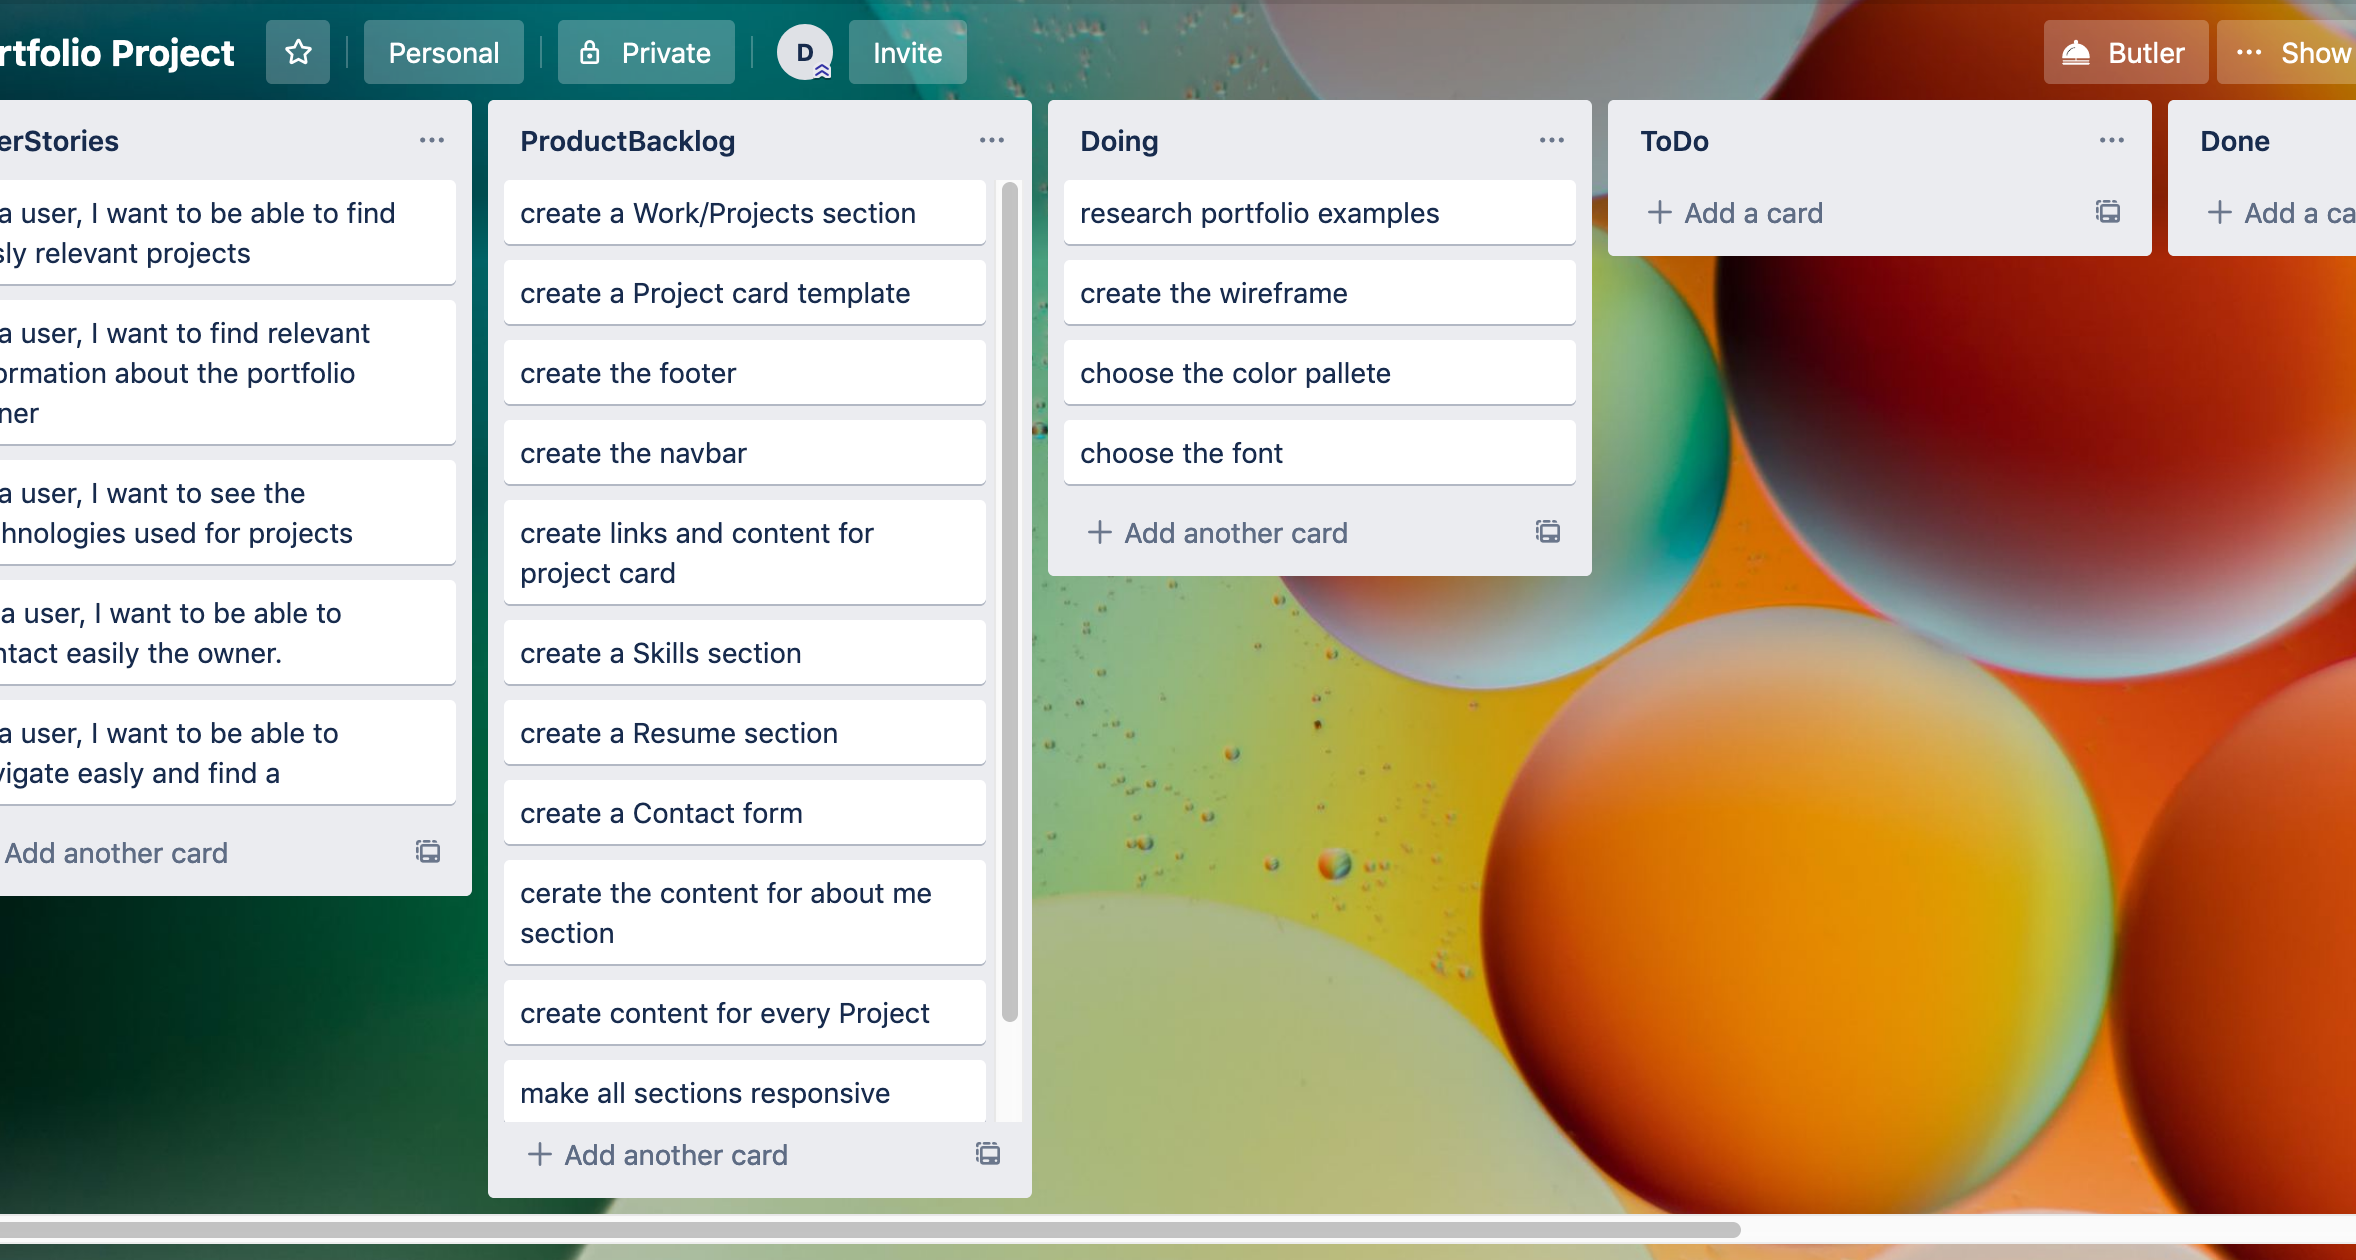 rtfolio Project
Personal
Private
D
Invite
Butler
Show
erStories
a user, I want to be able to find
sly relevant projects
a user, I want to find relevant
ormation about the portfolio
ner
a user, I want to see the
hnologies used for projects
a user, I want to be able to
ntact easily the owner.
a user, I want to be able to
vigate easly and find a
Add another card
ProductBacklog
create a Work/Projects section
create a Project card template
create the footer
create the navbar
create links and content for
project card
create a Skills section
create a Resume section
create a Contact form
cerate the content for about me
section
create content for every Project
make all sections responsive
+ Add another card
Doing
research portfolio examples
create the wireframe
choose the color pallete
choose the font
+ Add another card
ToDo
+ Add a card
Done
+ Add a ca